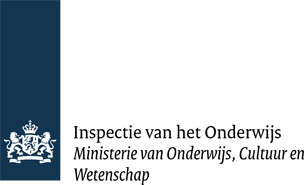 Inspectie van het Onderwijs
Ministerie van Onderwijs, Cultuur en
Wetenschap